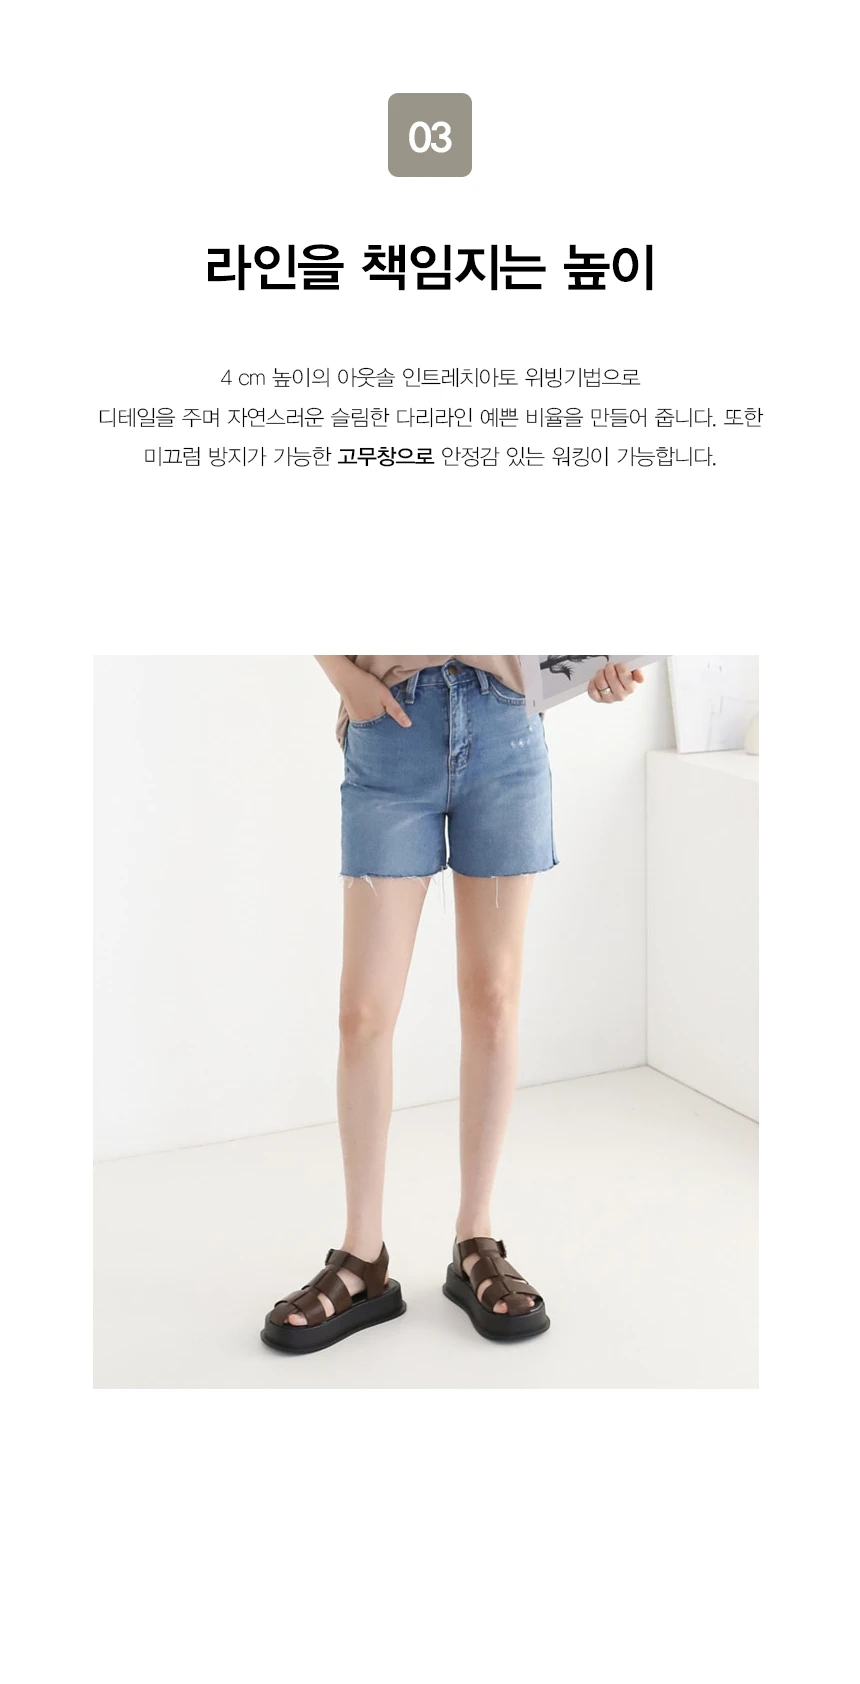 03
라인을 책임지는 높이
4 cm 높이의 아웃솔 인트레치아토 위빙기법으로
디테일을 주며 자연스러운 슬림한 다리라인 예쁜 비율을 만들어 줍니다. 또한
미끄럼 방지가 가능한 고무창으로 안정감 있는 워킹이 가능합니다.